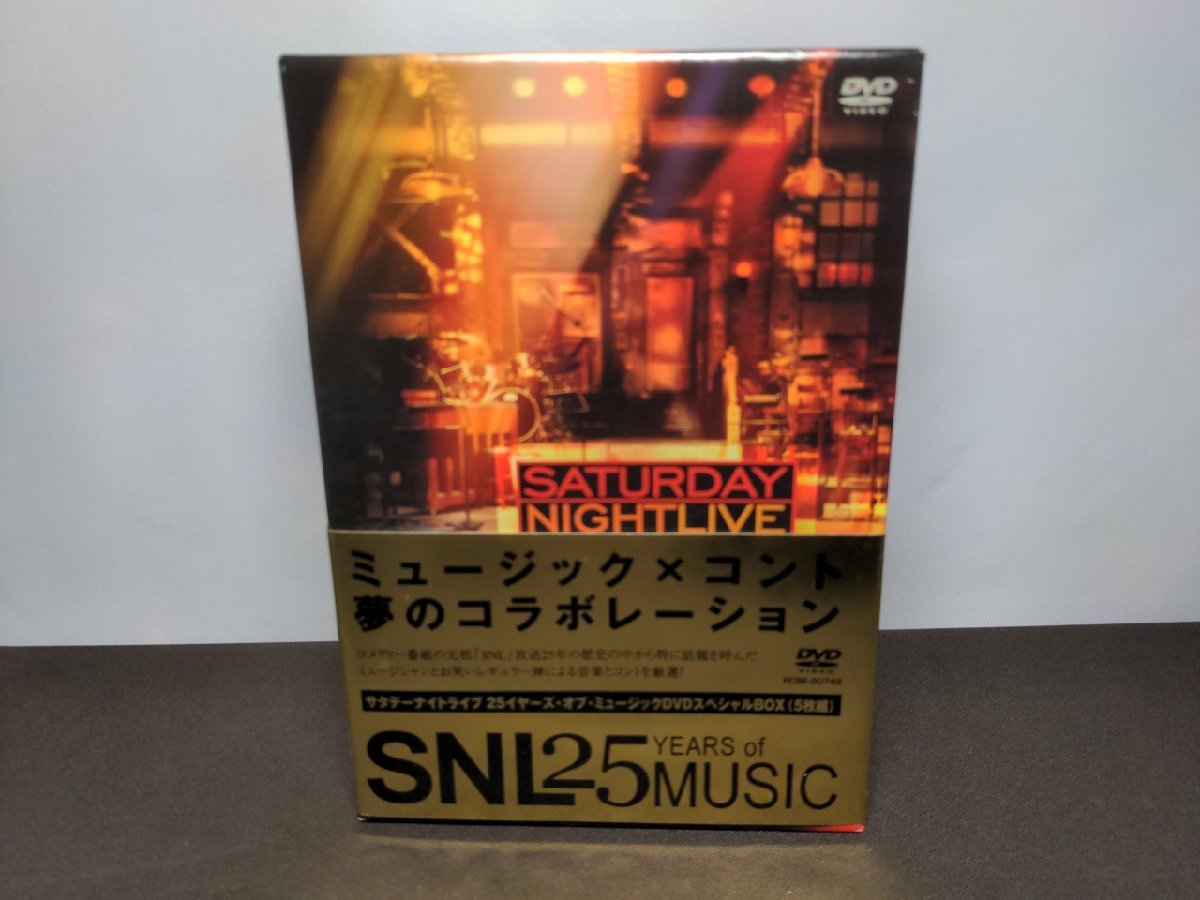 DVD
VIDEO
SATURDAY
NIGHTLIVE
ミュージック×コント
夢のコラボレーション
コメディー番組の元祖「SNL」放送25年の歴史の中から特に話題を呼んだ
ミュージシャンとお笑いレギュラー陣による音楽とコントを厳選!
DVD
VIDEO
PCBE-50742
サタデーナイトライブ 25イヤーズ・オブ・ミュージックDVDスペシャルBOX(5枚組)
SNL25 YEARS of
MUSIC